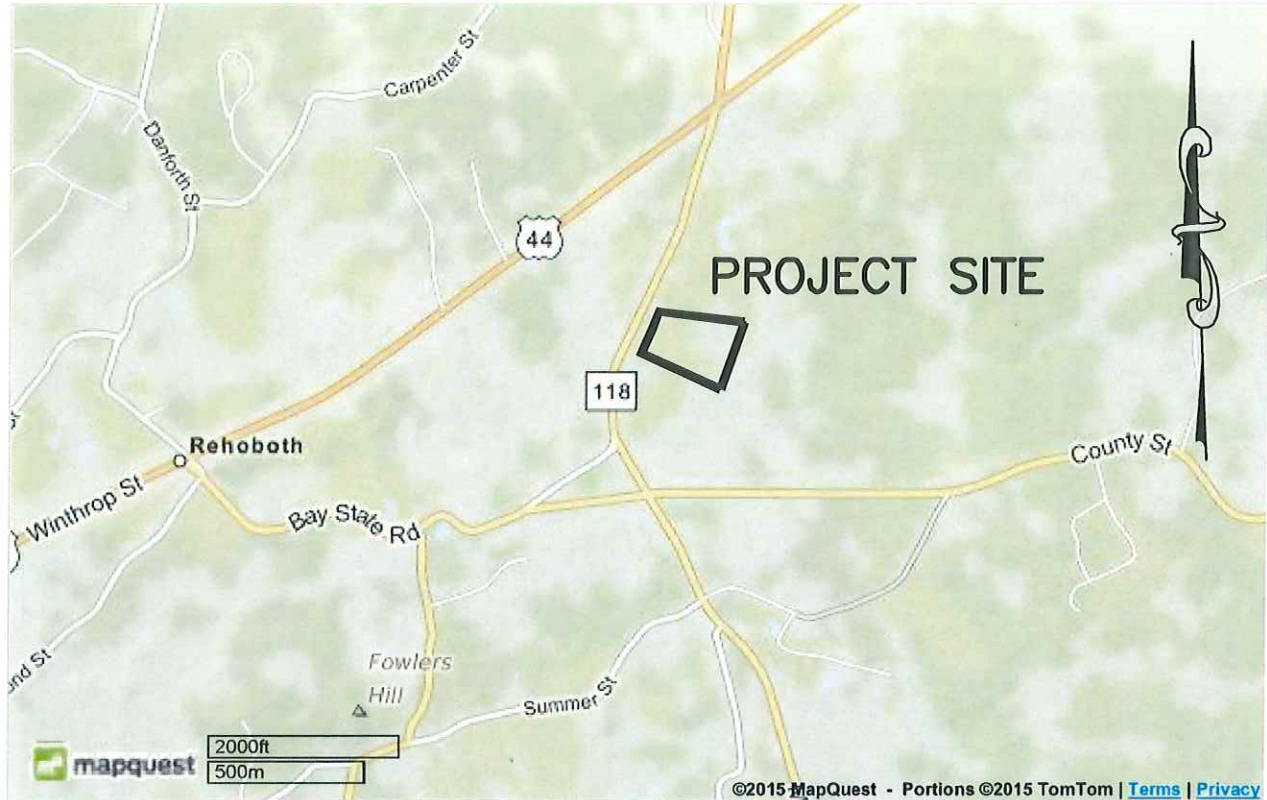 Carpenter St
Danforth St
44
PROJECT SITE
118
Rehoboth
County St
Winthrop St
Bay State Rd
Fowlers
Hill
Summer St
mapquest
2000ft
500m
©2015 MapQuest - Portions ©2015 TomTom | Terms | Privacy